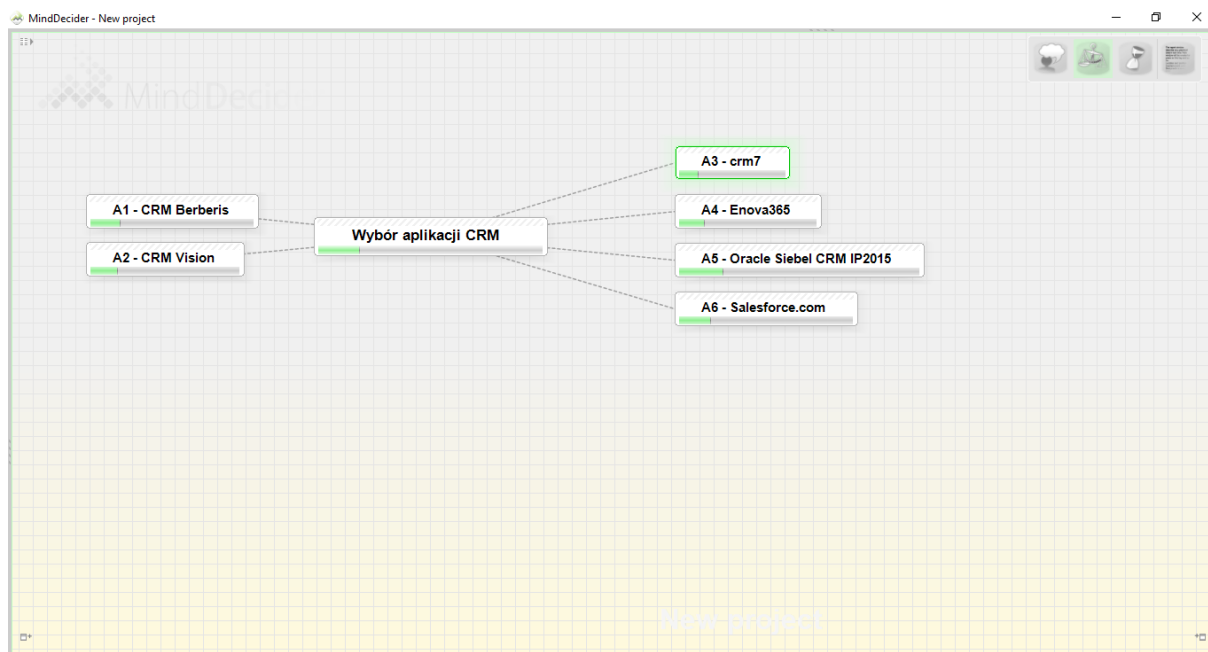 MindDecider - New project
MindDecider
A3 - crm7
A1 - CRM Berberis
A4 - Enova365
Wybór aplikacji CRM
A2 - CRM Vision
A5 - Oracle Siebel CRM IP2015
A6 - Salesforce.com
New project